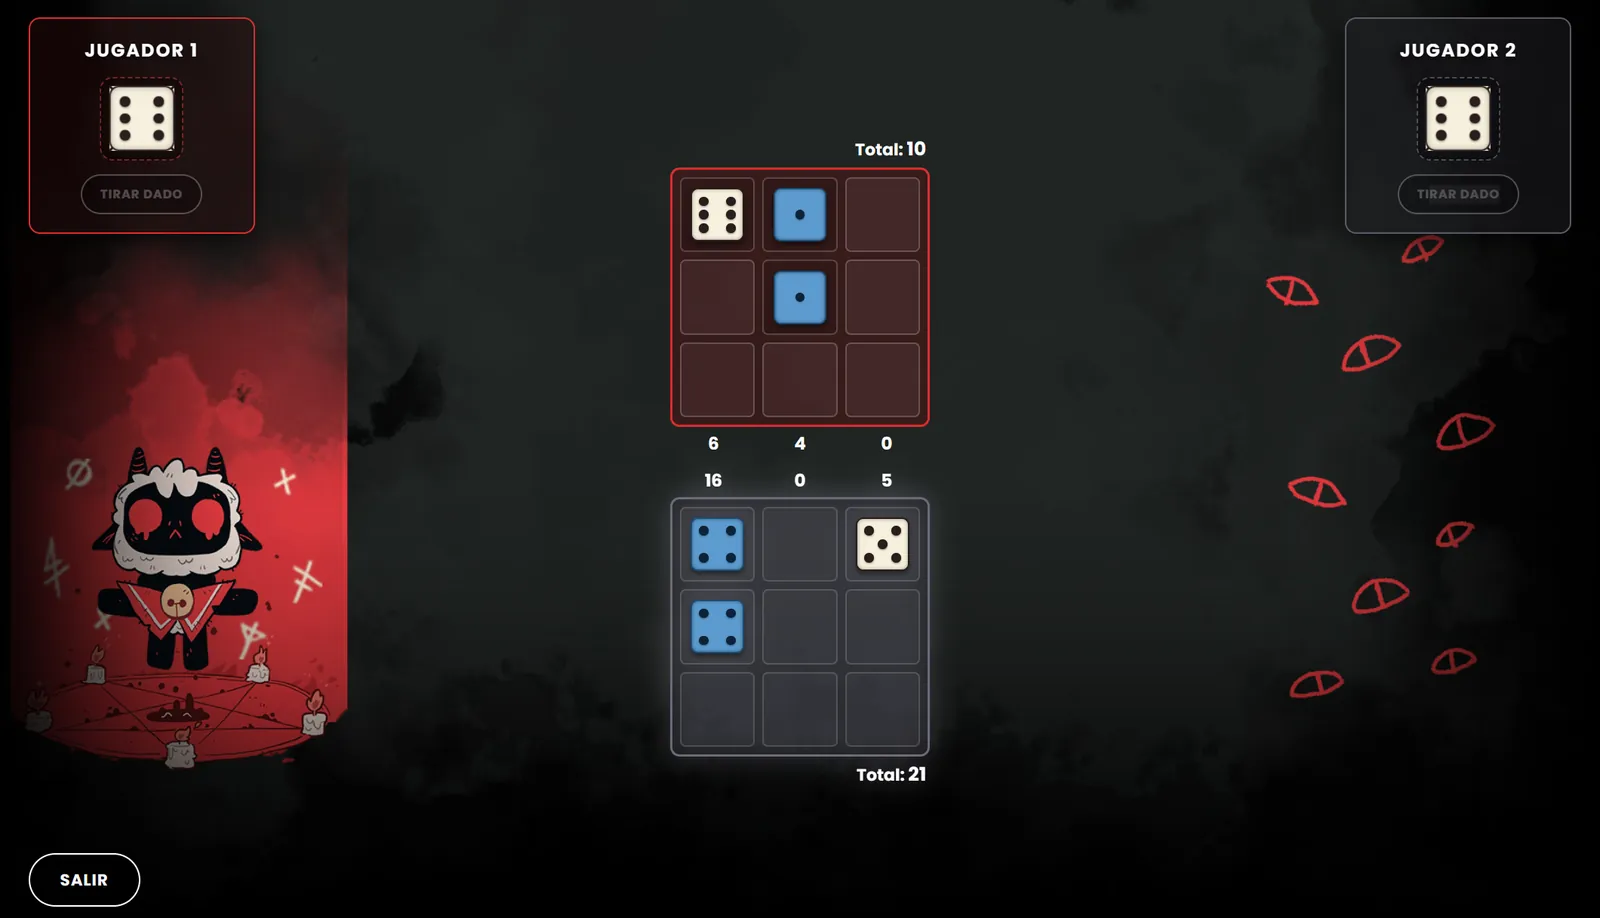 JUGADOR 1
TIRAR DADO
JUGADOR 2
TIRAR DADO
Total: 10
6 4 0
16 0 5
Total: 21
SALIR